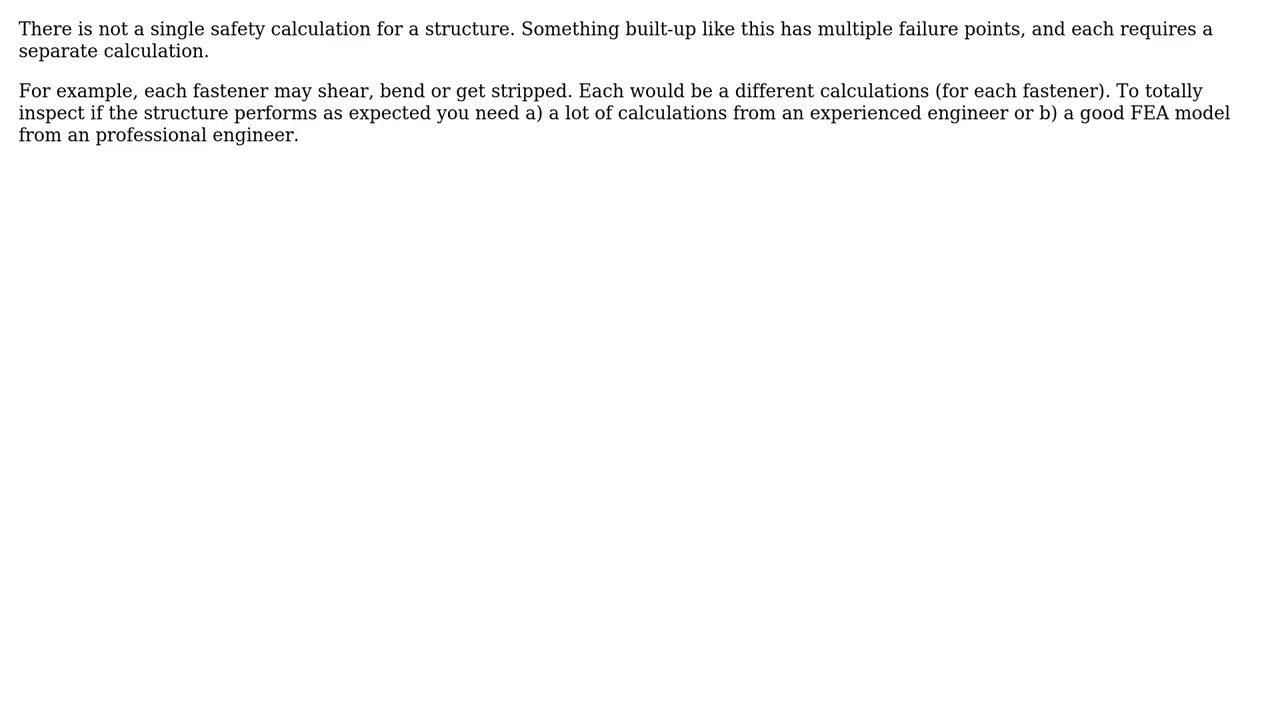 There is not a single safety calculation for a structure. Something built-up like this has multiple failure points, and each requires a
separate calculation.
For example, each fastener may shear, bend or get stripped. Each would be a different calculations (for each fastener). To totally
inspect if the structure performs as expected you need a) a lot of calculations from an experienced engineer or b) a good FEA model
from an professional engineer.